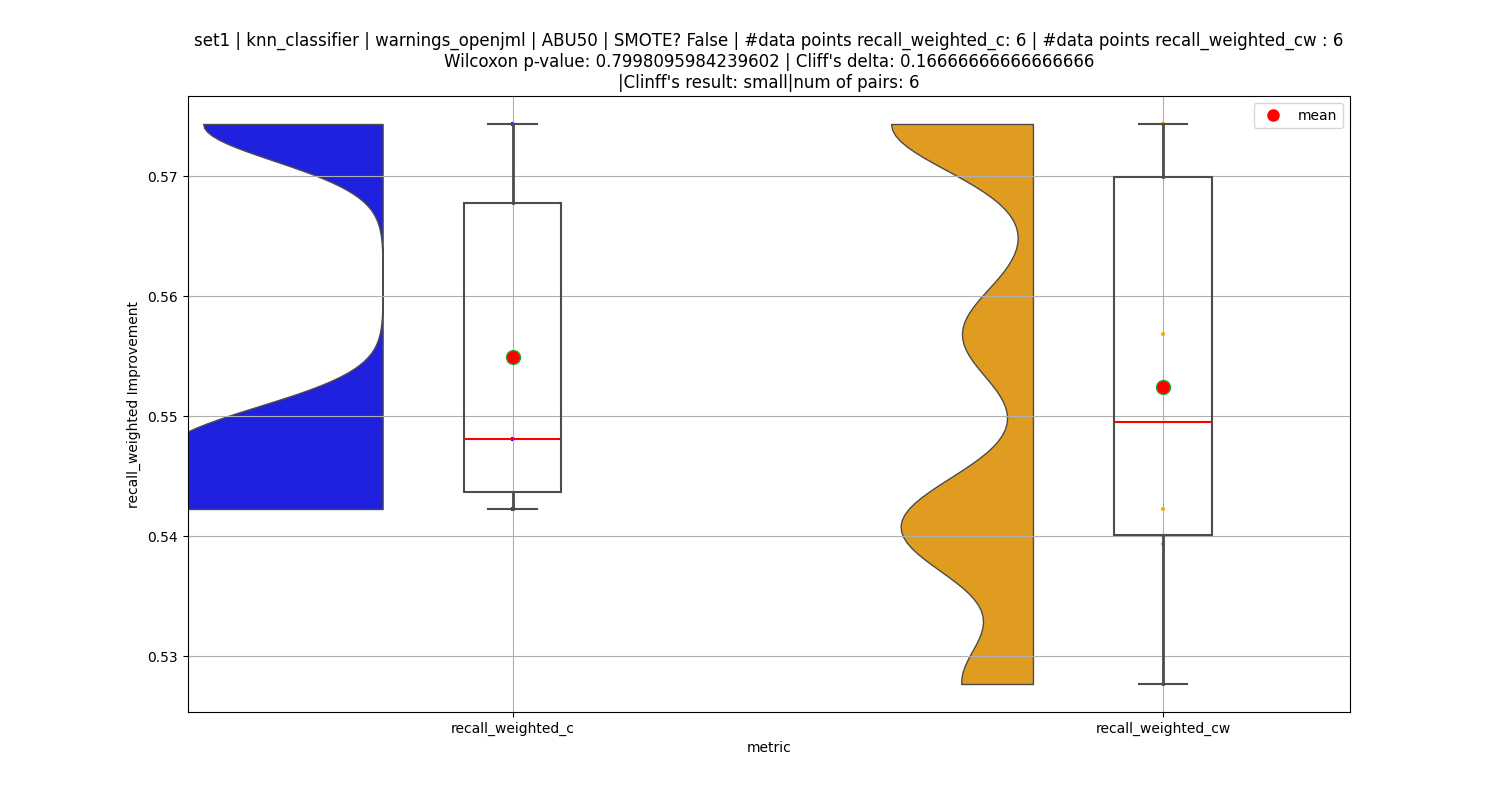 set1 | knn_classifier | warnings_openjml | ABU50 | SMOTE? False | #data points recall_weighted_c: 6 | #data points recall_weighted_cw : 6
Wilcoxon p-value: 0.7998095984239602 | Cliff's delta: 0.16666666666666666
|Clinff's result: small|num of pairs: 6
mean
0.57
0.56
0.55
0.54
0.53
recall_weighted Improvement
recall_weighted_c
recall_weighted_cw
metric